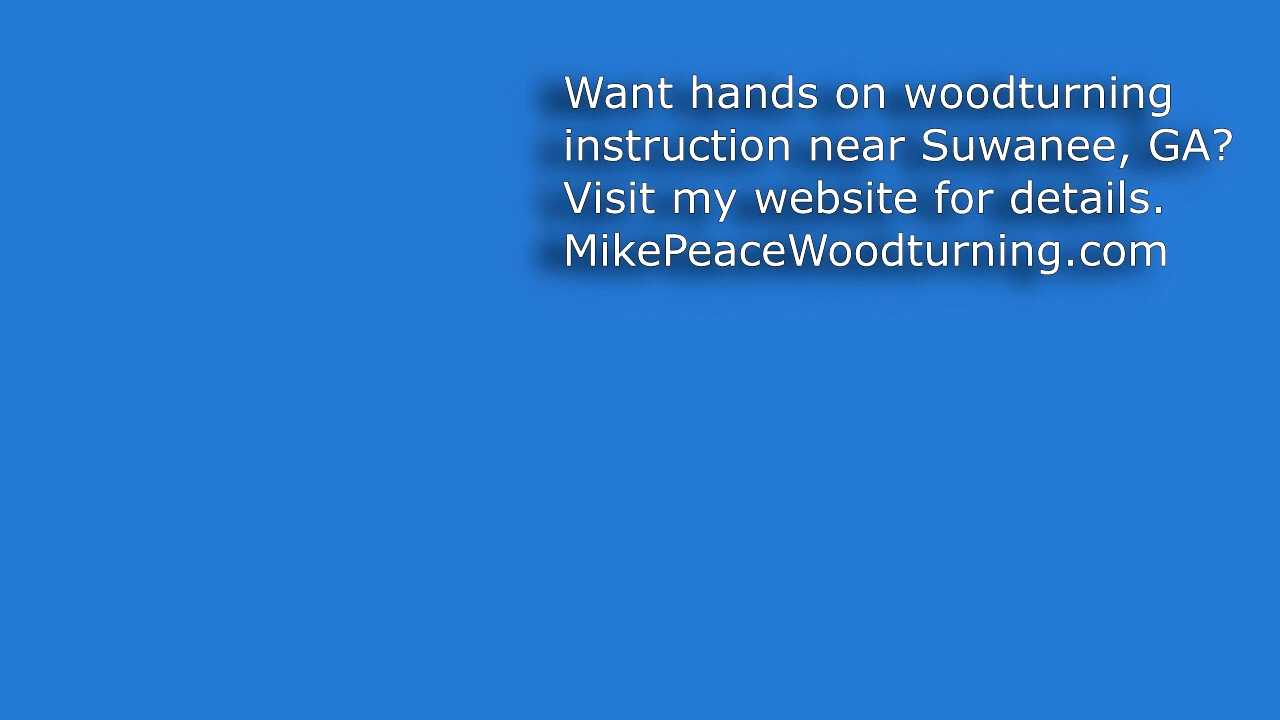 Want hands on woodturning
instruction near Suwanee, GA?
Visit my website for details.
MikePeaceWoodturning.com